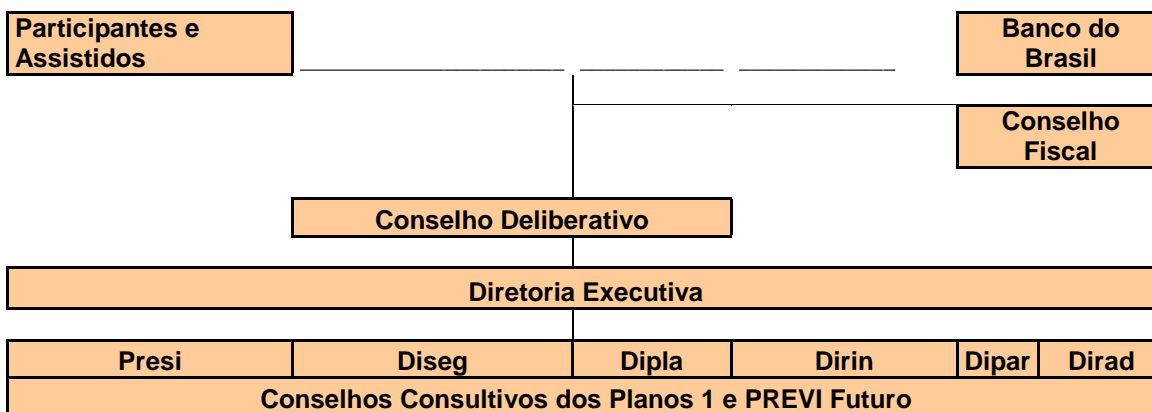 Participantes e
Assistidos
Banco do
Brasil
Conselho
Fiscal
Conselho Deliberativo
Diretoria Executiva
Presi Diseg Dipla Dirin Dipar Dirad
Conselhos Consultivos dos Planos 1 e PREVI Futuro